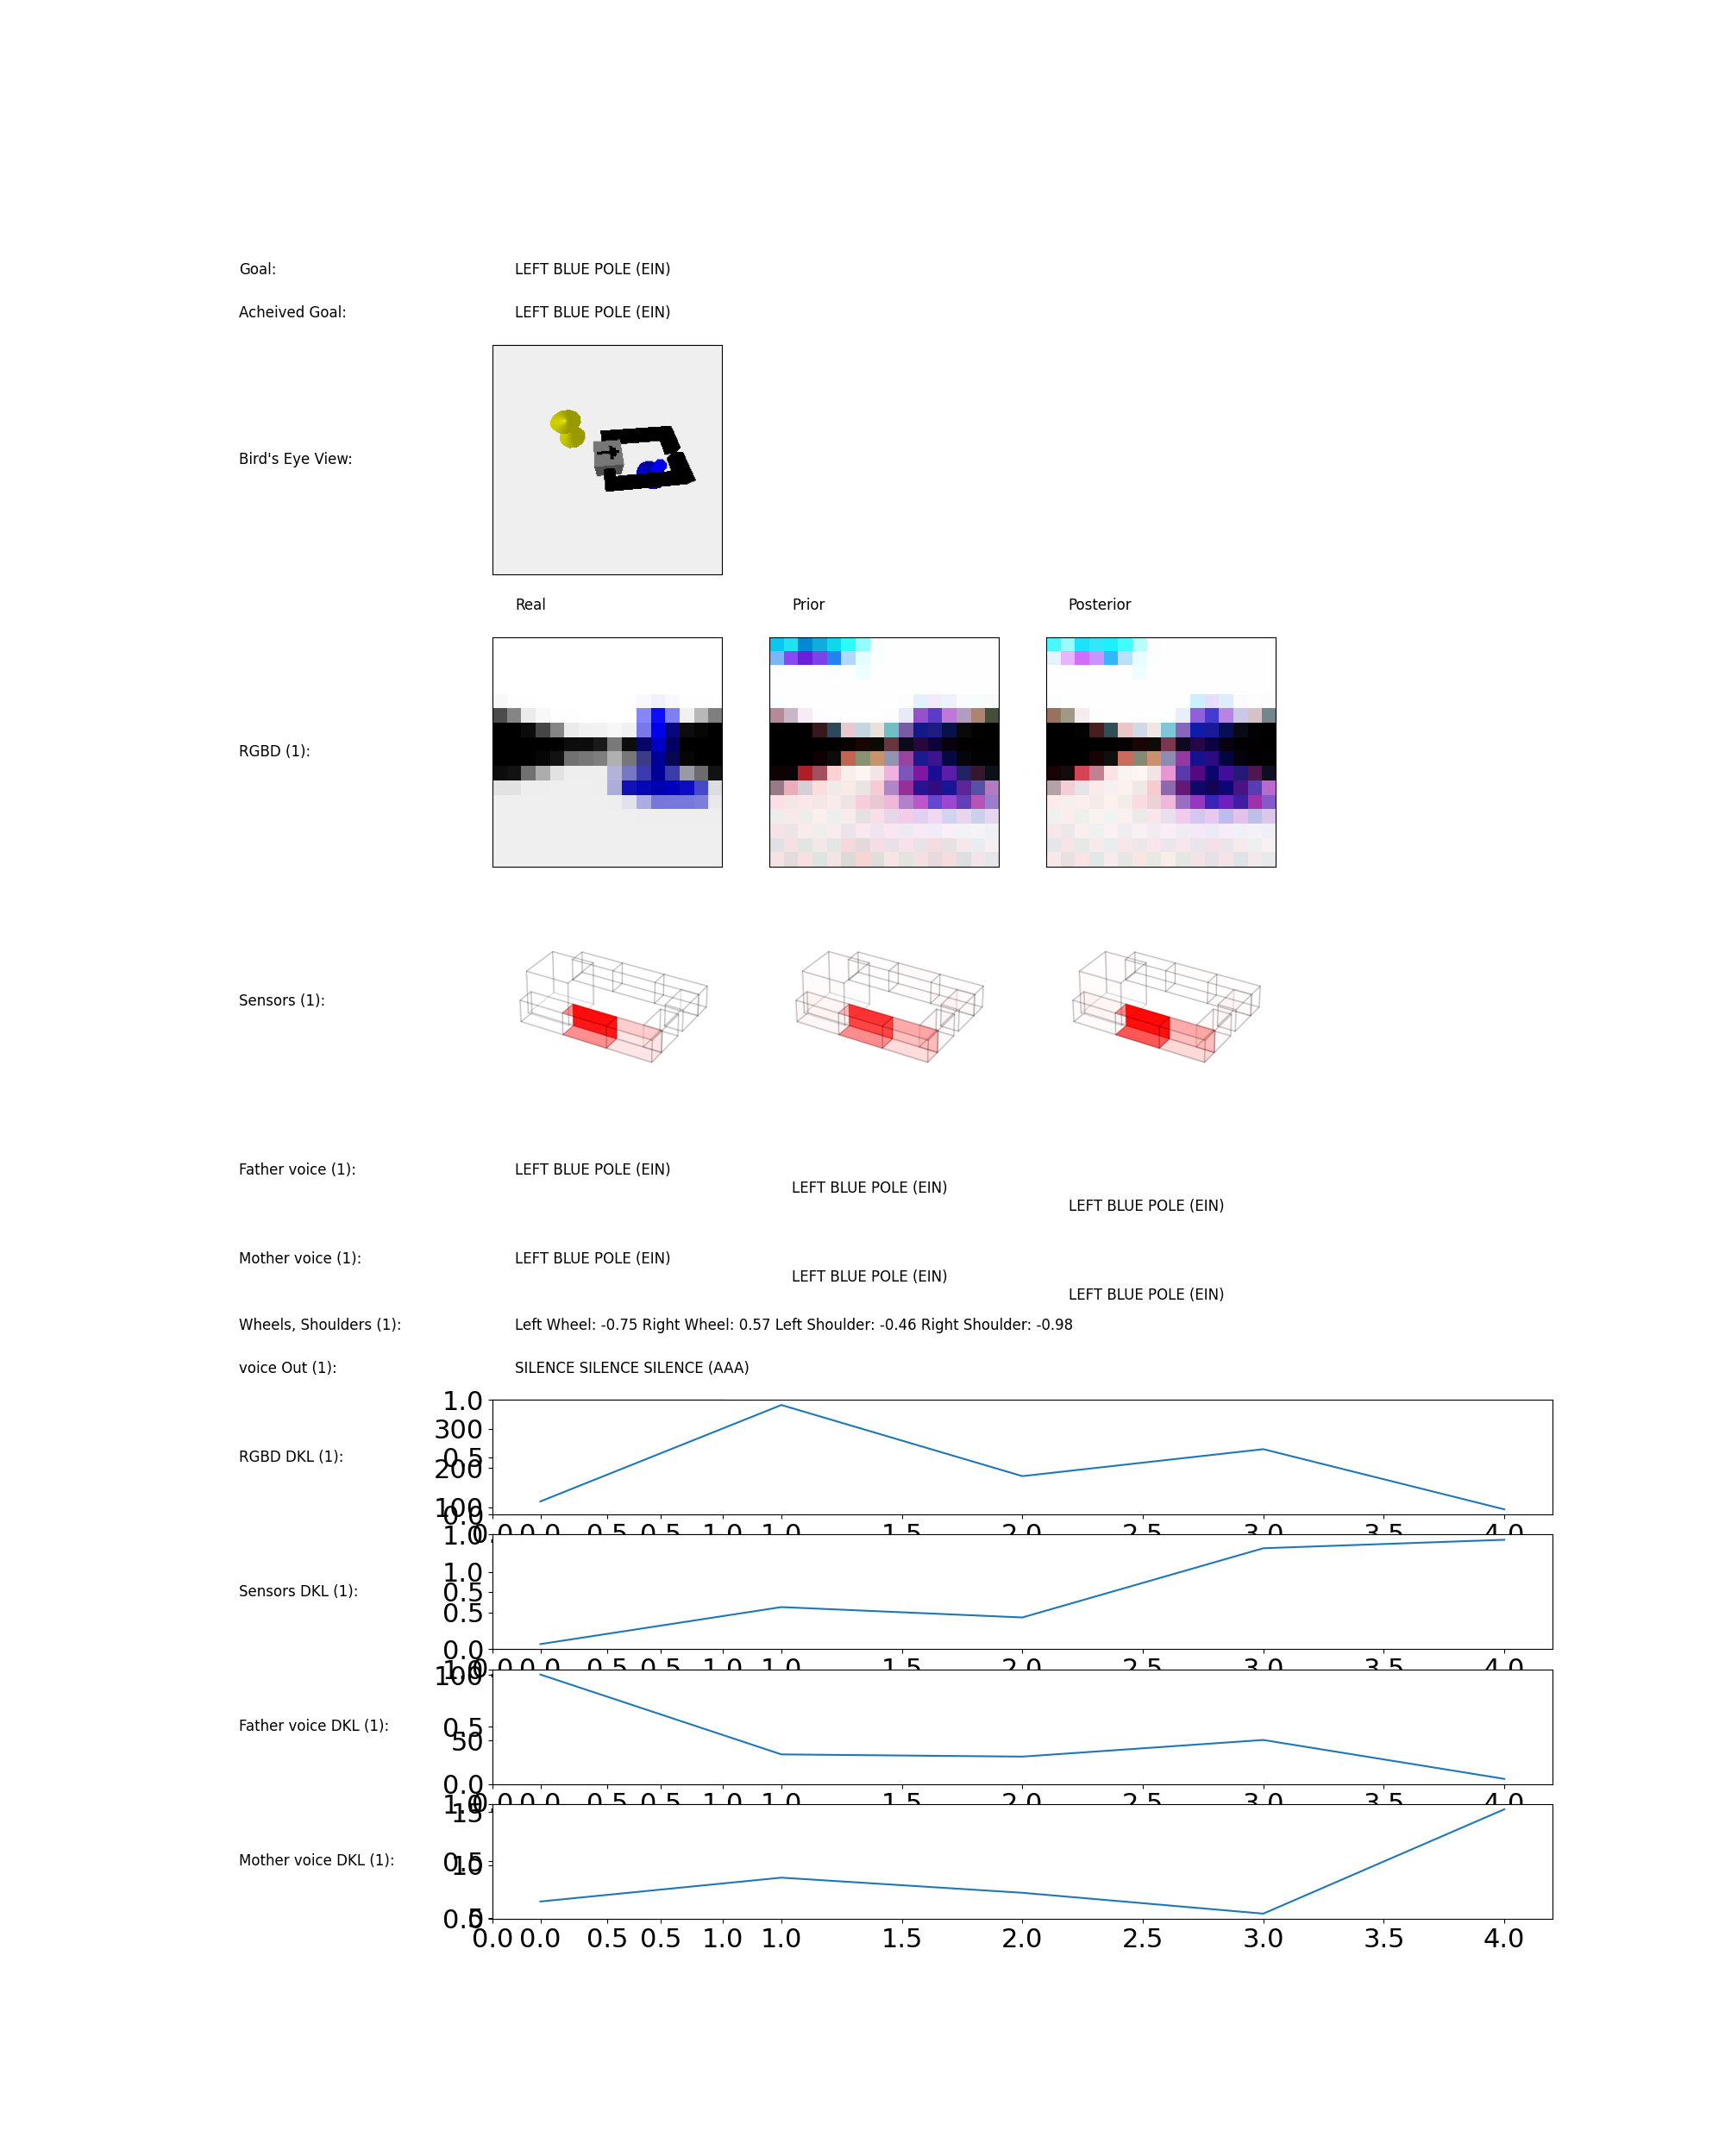 Goal: LEFT BLUE POLE (EIN)
Acheived Goal: LEFT BLUE POLE (EIN)
Bird's Eye View:
Real Prior Posterior
RGBD (1):
Sensors (1):
Father voice (1): LEFT BLUE POLE (EIN)
LEFT BLUE POLE (EIN)
LEFT BLUE POLE (EIN)
Mother voice (1): LEFT BLUE POLE (EIN)
LEFT BLUE POLE (EIN)
LEFT BLUE POLE (EIN)
Wheels, Shoulders (1): Left Wheel: -0.75 Right Wheel: 0.57 Left Shoulder: -0.46 Right Shoulder: -0.98
voice Out (1): SILENCE SILENCE SILENCE (AAA)
1.0
300
RGBD DKL (1): 0.5
200
100
0.0
0.0 0.0 0.5 0.5 1.0 1.0 1.5 2.0 2.5 3.0 3.5 4.0
1.0
1.0
Sensors DKL (1): 0.5
0.5
0.0
0.0 0.0 0.5 0.5 1.0 1.0 1.5 2.0 2.5 3.0 3.5 4.0
1.0
100
Father voice DKL (1): 0.5
50
0.0
0.0 0.0 0.5 0.5 1.0 1.0 1.5 2.0 2.5 3.0 3.5 4.0
1.0
15
Mother voice DKL (1): 0.5
10
0.0
5
0.0 0.0 0.5 0.5 1.0 1.0 1.5 2.0 2.5 3.0 3.5 4.0